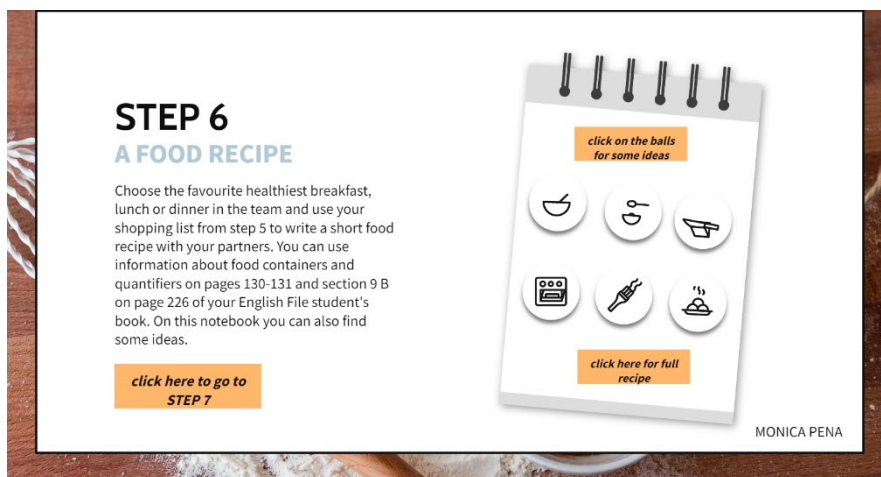 STEP 6
A FOOD RECIPE
Choose the favourite healthiest breakfast,
lunch or dinner in the team and use your
shopping list from step 5 to write a short food
recipe with your partners. You can use
information about food containers and
quantifiers on pages 130-131 and section 9 B
on page 226 of your English File student's
book. On this notebook you can also find
some ideas.
click here to go to
STEP 7
click on the balls
for some ideas
click here for full
recipe
MONICA PENA